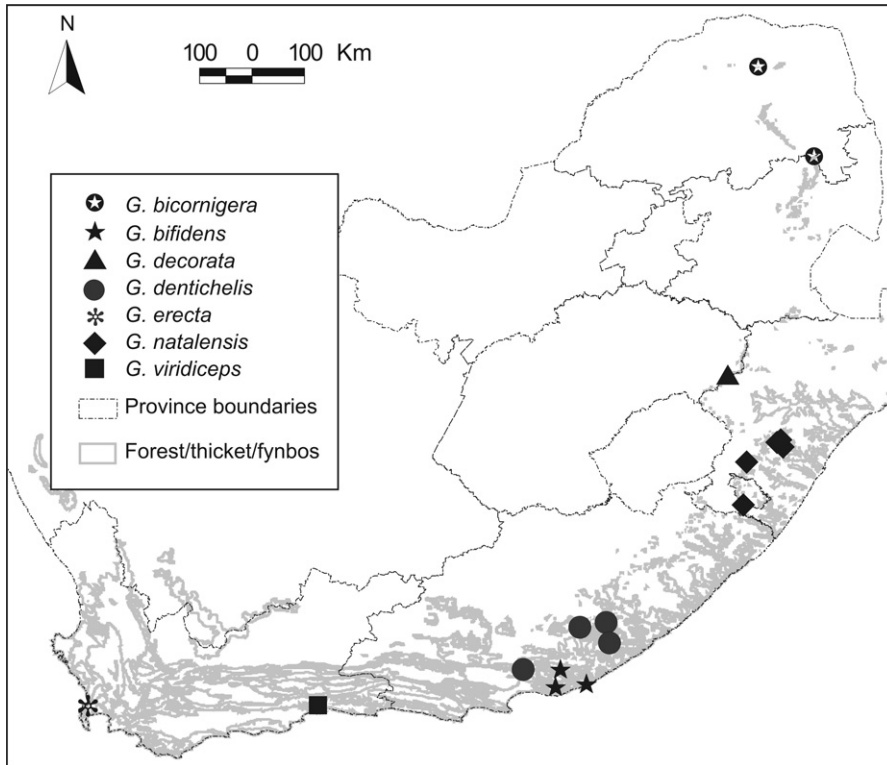 N
100 0 100 Km
G. bicornigera
G. bifidens
G. decorata
G. dentichelis
G. erecta
G. natalensis
G. viridiceps
Province boundaries
Forest/thicket/fynbos